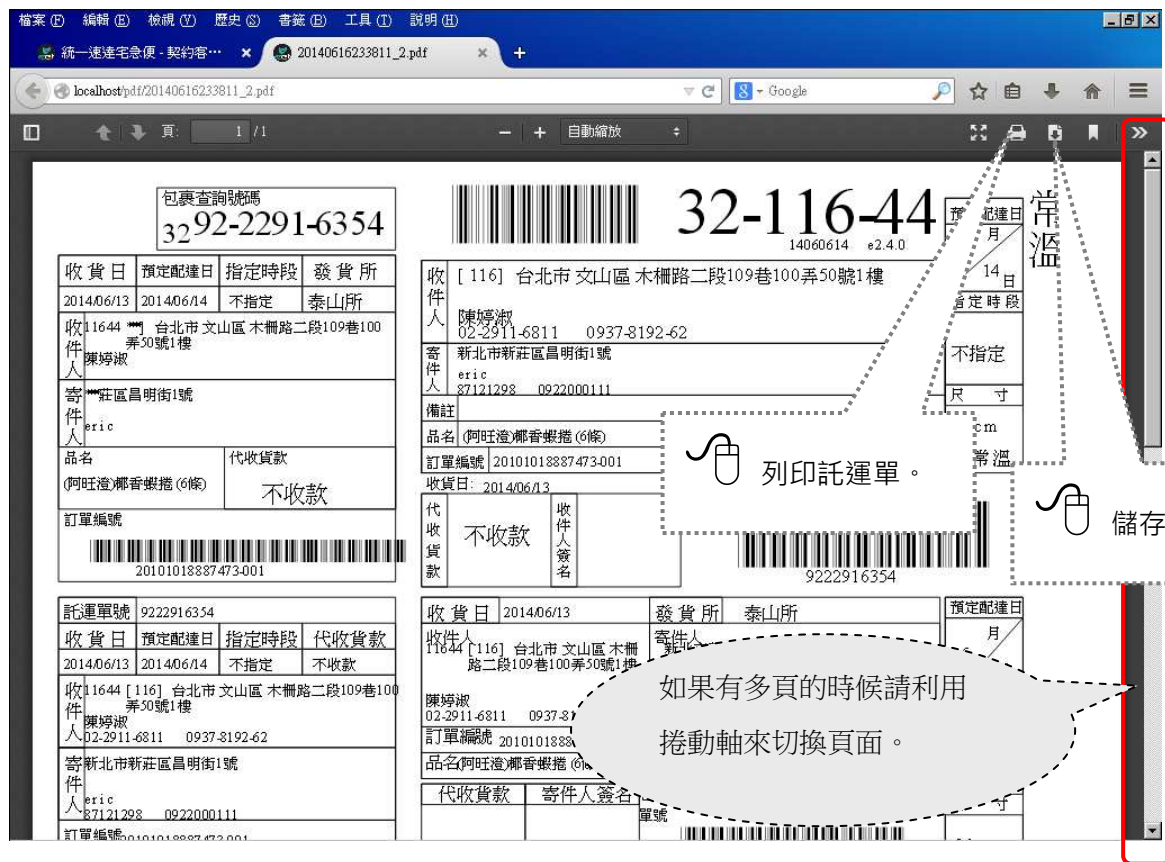 檔案(F) 編輯(E) 檢視(V) 歷史(S) 書籤(B) 工具(T) 說明(H)
統一速達宅急便 - 契約客… × 20140616233811_2.pdf × +
localhost/pdf/20140616233811_2.pdf
Google
頁: 1 /1 − + 自動縮放
包裹查詢號碼
3292-2291-6354
32-116-44
14060614 e2.4.0
常溫
預定配達日
月
14日
指定時段
不指定
尺 寸
cm
常溫
收貨日 預定配達日 指定時段 發貨所
2014/06/13 2014/06/14 不指定 泰山所
收件人
11644 ***] 台北市 文山區 木柵路二段109巷100
弄50號1樓
陳婷淑
寄件人
***莊區昌明街1號
eric
品名 代收貨款
(阿旺澄)椰香蝦捲 (6條) 不收款
訂單編號
20101018887473-001
收件人
[ 116] 台北市 文山區 木柵路二段109巷100弄50號1樓
陳婷淑
02-2911-6811 0937-8192-62
寄件人
新北市新莊區昌明街1號
eric
87121298 0922000111
備註
品名 (阿旺澄)椰香蝦捲 (6條)
訂單編號 20101018887473-001
收貨日: 2014/06/13
代收貨款 不收款 收件人簽名
9222916354
列印託運單。
儲存
託運單號 9222916354
收貨日 預定配達日 指定時段 代收貨款
2014/06/13 2014/06/14 不指定 不收款
收件人
11644 [ 116] 台北市 文山區 木柵路二段109巷100
弄50號1樓
陳婷淑
02-2911-6811 0937-8192-62
寄件人
新北市新莊區昌明街1號
eric
87121298 0922000111
訂單編號 20101018887473-001
收貨日 2014/06/13 發貨所 泰山所
收件人 寄件人
11644 [116] 台北市 文山區 木柵
路二段109巷100弄50號1樓
陳婷淑
02-2911-6811 0937-81
訂單編號 2010101888
品名(阿旺澄)椰香蝦捲 (6
代收貨款 寄件人簽名
單號
預定配達日
月
寸
如果有多頁的時候請利用
捲動軸來切換頁面。